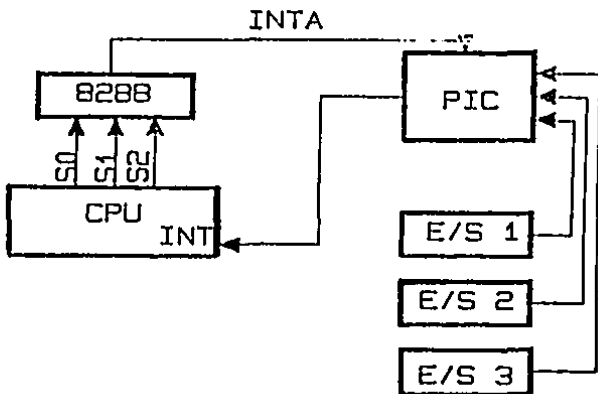 INTA
8288
PIC
S0
S1
S2
CPU
INT
E/S 1
E/S 2
E/S 3